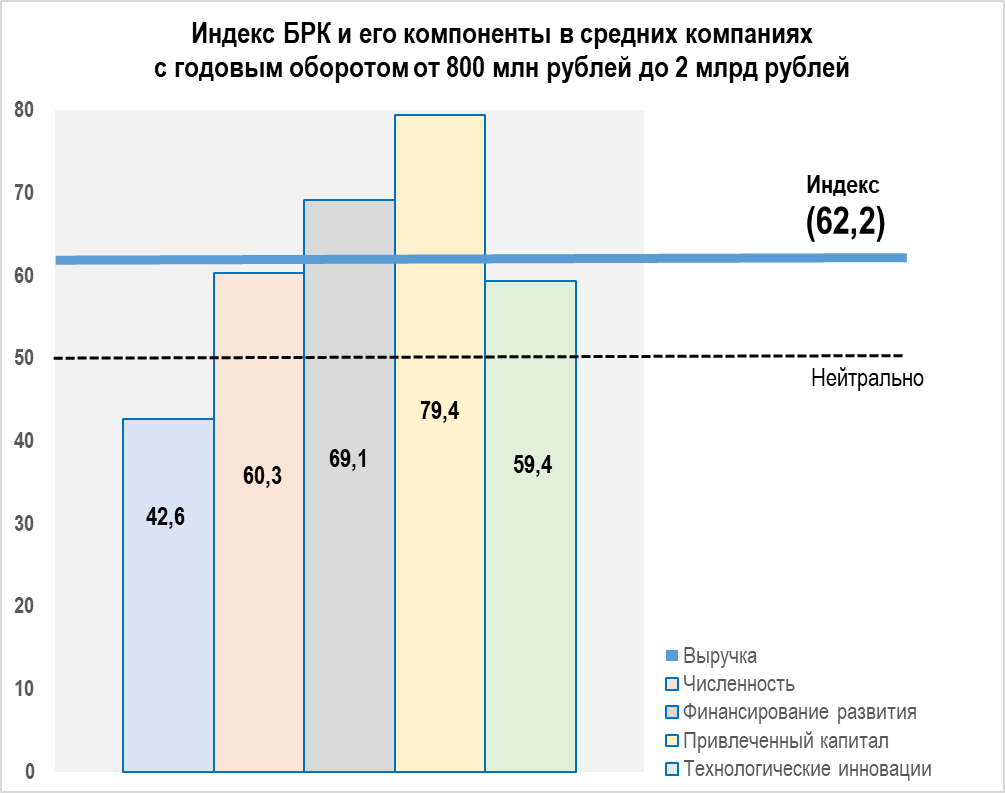 Индекс БРК и его компоненты в средних компаниях
с годовым оборотом от 800 млн рублей до 2 млрд рублей
80
70
60
50
40
30
20
10
0
42,6
60,3
69,1
79,4
59,4
Индекс
(62,2)
Нейтрально
Выручка
Численность
Финансирование развития
Привлеченный капитал
Технологические инновации